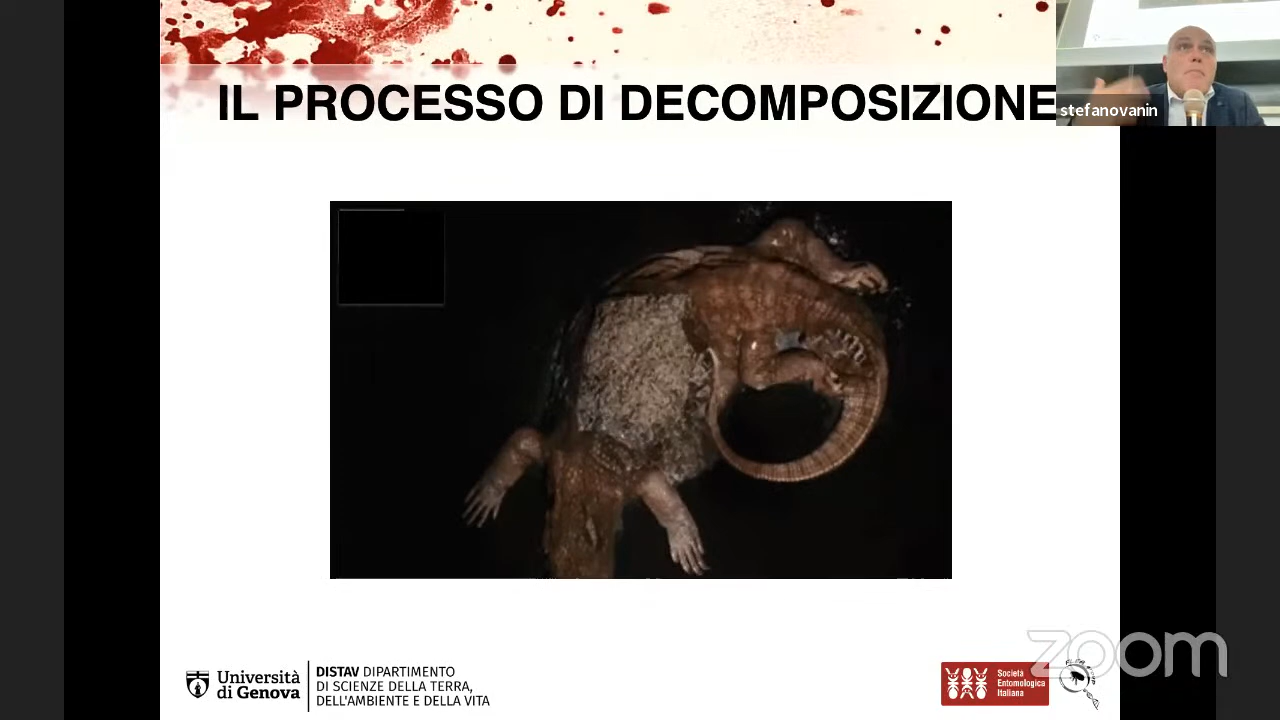 IL PROCESSO DI DECOMPOSIZIONE
stefanovanin
Università
di Genova
DISTAV DIPARTIMENTO
DI SCIENZE DELLA TERRA,
DELL'AMBIENTE E DELLA VITA
Società
Entomologica
Italiana
zoom